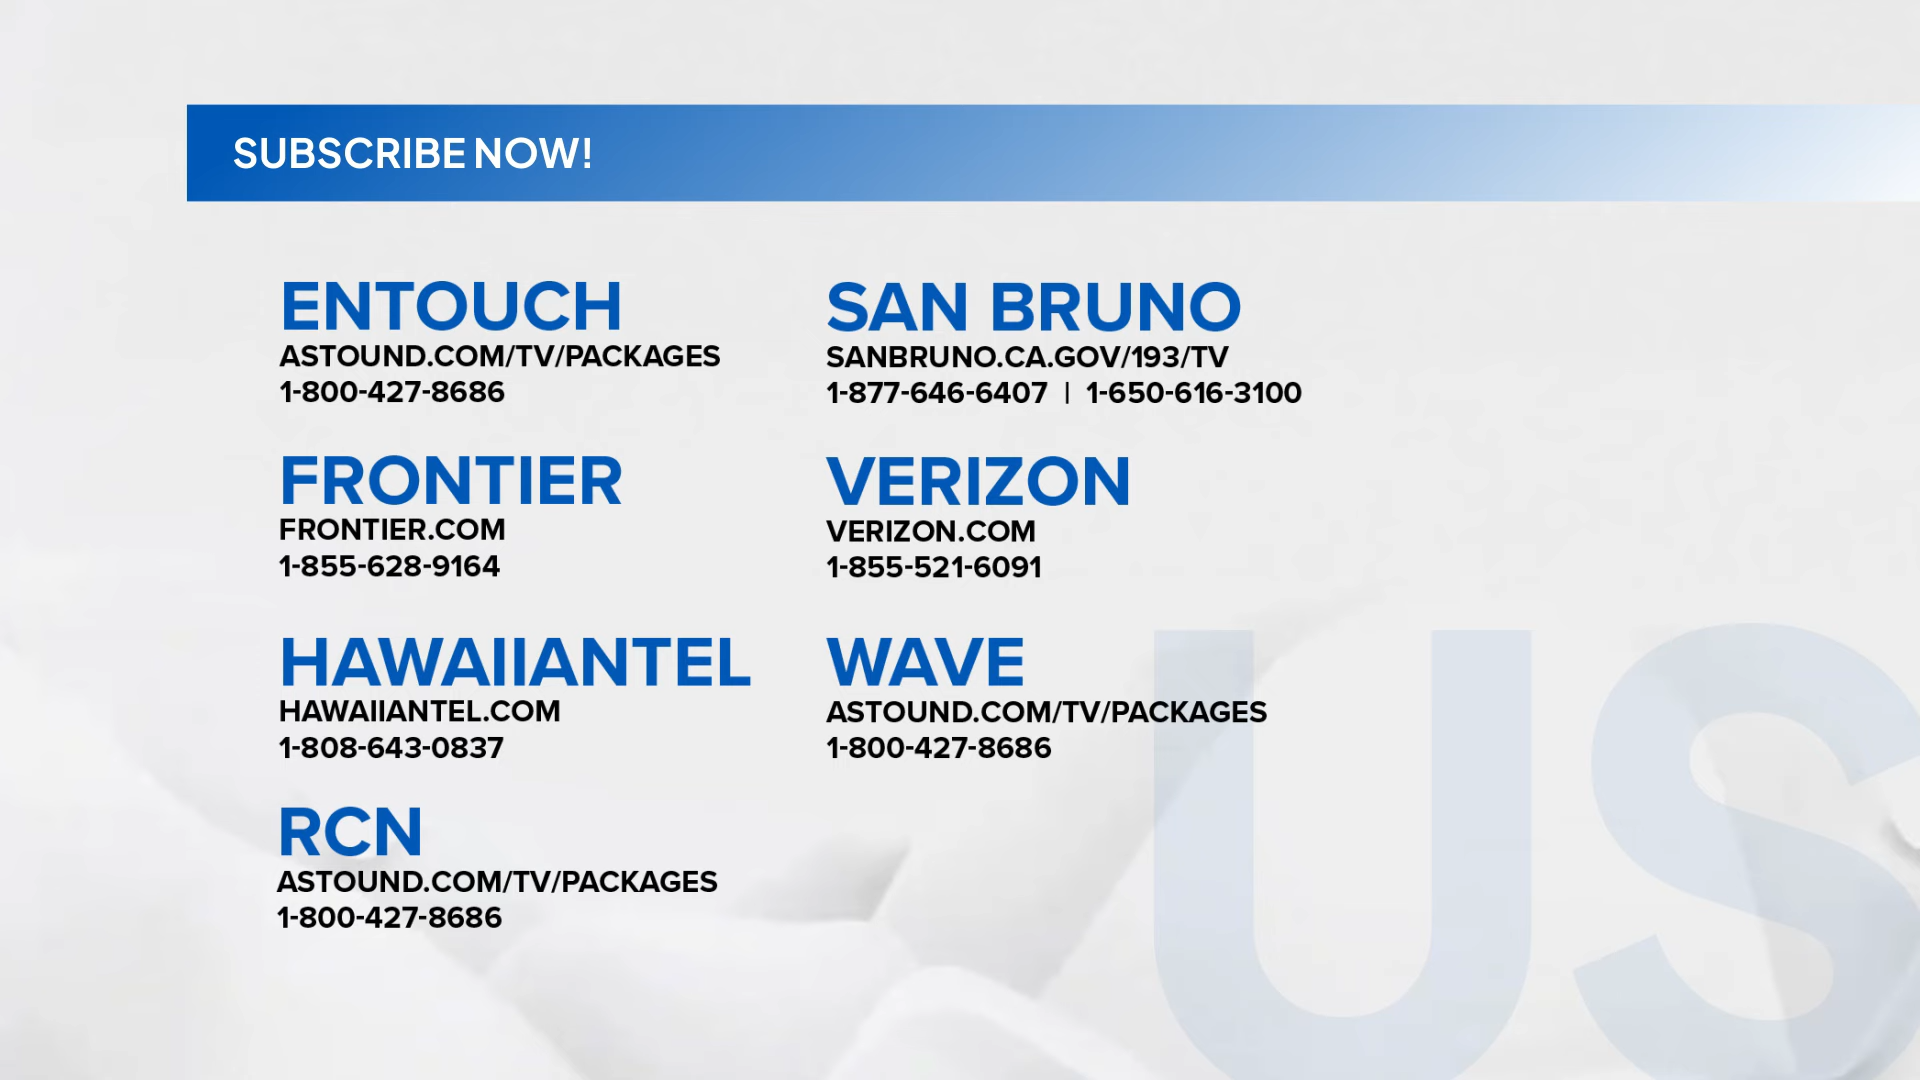 SUBSCRIBE NOW!
ENTOUCH
ASTOUND.COM/TV/PACKAGES
1-800-427-8686
FRONTIER
FRONTIER.COM
1-855-628-9164
HAWAIIANTEL
HAWAIIANTEL.COM
1-808-643-0837
RCN
ASTOUND.COM/TV/PACKAGES
1-800-427-8686
SAN BRUNO
SANBRUNO.CA.GOV/193/TV
1-877-646-6407 | 1-650-616-3100
VERIZON
VERIZON.COM
1-855-521-6091
WAVE
ASTOUND.COM/TV/PACKAGES
1-800-427-8686
US